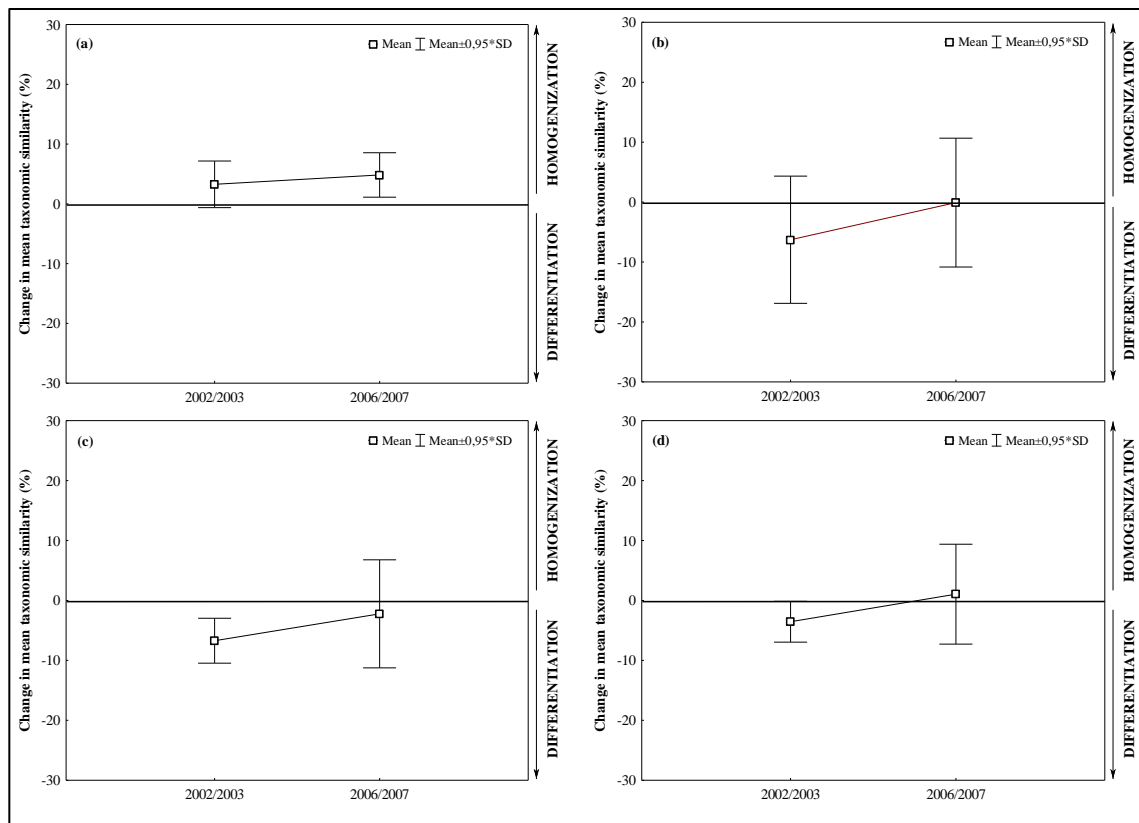 (a)
Mean Mean±0,95*SD
Change in mean taxonomic similarity (%)
30
20
10
0
-10
-20
-30
2002/2003 2006/2007
HOMOGENIZATION
DIFFERENTIATION
(b)
Mean Mean±0,95*SD
Change in mean taxonomic similarity (%)
30
20
10
0
-10
-20
-30
2002/2003 2006/2007
HOMOGENIZATION
DIFFERENTIATION
(c)
Mean Mean±0,95*SD
Change in mean taxonomic similarity (%)
30
20
10
0
-10
-20
-30
2002/2003 2006/2007
HOMOGENIZATION
DIFFERENTIATION
(d)
Mean Mean±0,95*SD
Change in mean taxonomic similarity (%)
30
20
10
0
-10
-20
-30
2002/2003 2006/2007
HOMOGENIZATION
DIFFERENTIATION